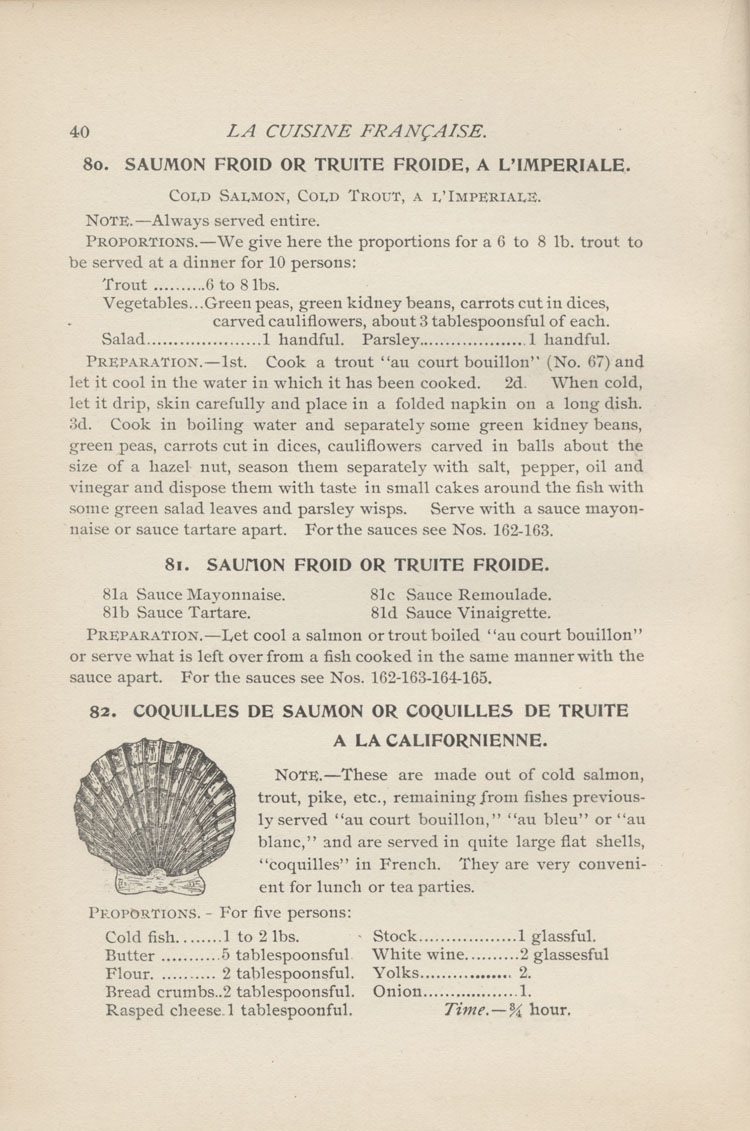 40 LA CUISINE FRANÇAISE.
80. SAUMON FROID OR TRUITE FROIDE, A L'IMPERIALE.
COLD SALMON, COLD TROUT, A L'IMPERIALE.
NOTE.—Always served entire.
PROPORTIONS.—We give here the proportions for a 6 to 8 lb. trout to
be served at a dinner for 10 persons:
Trout ..........6 to 8 lbs.
Vegetables...Green peas, green kidney beans, carrots cut in dices,
carved cauliflowers, about 3 tablespoonsful of each.
Salad.....................1 handful. Parsley...................1 handful.
PREPARATION.—1st. Cook a trout "au court bouillon" (No. 67) and
let it cool in the water in which it has been cooked. 2d. When cold,
let it drip, skin carefully and place in a folded napkin on a long dish.
3d. Cook in boiling water and separately some green kidney beans,
green peas, carrots cut in dices, cauliflowers carved in balls about the
size of a hazel nut, season them separately with salt, pepper, oil and
vinegar and dispose them with taste in small cakes around the fish with
some green salad leaves and parsley wisps. Serve with a sauce mayon-
naise or sauce tartare apart. For the sauces see Nos. 162-163.
81. SAUMON FROID OR TRUITE FROIDE.
81a Sauce Mayonnaise. 81c Sauce Remoulade.
81b Sauce Tartare. 81d Sauce Vinaigrette.
PREPARATION.—Let cool a salmon or trout boiled "au court bouillon"
or serve what is left over from a fish cooked in the same manner with the
sauce apart. For the sauces see Nos. 162-163-164-165.
82. COQUILLES DE SAUMON OR COQUILLES DE TRUITE
A LA CALIFORNIENNE.
NOTE.—These are made out of cold salmon,
trout, pike, etc., remaining from fishes previous-
ly served "au court bouillon," "au bleu" or "au
blanc," and are served in quite large flat shells,
"coquilles" in French. They are very conveni-
ent for lunch or tea parties.
PROPORTIONS. - For five persons:
Cold fish........1 to 2 lbs. Stock..................1 glassful.
Butter ...........5 tablespoonsful. White wine..........2 glassesful
Flour. .......... 2 tablespoonsful. Yolks................. 2.
Bread crumbs..2 tablespoonsful. Onion..................1.
Rasped cheese.1 tablespoonful. Time.—¾ hour.